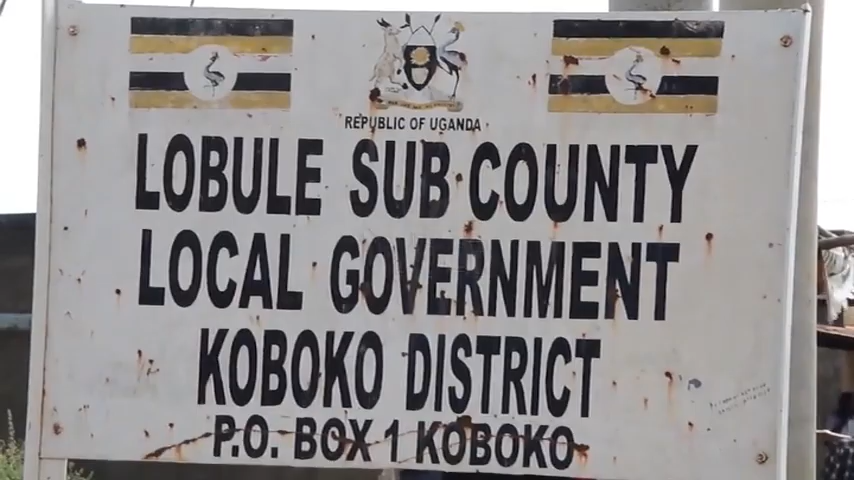 REPUBLIC OF UGANDA
LOBULE SUB COUNTY
LOCAL GOVERNMENT
KOBOKO DISTRICT
P.O. BOX 1 KOBOKO